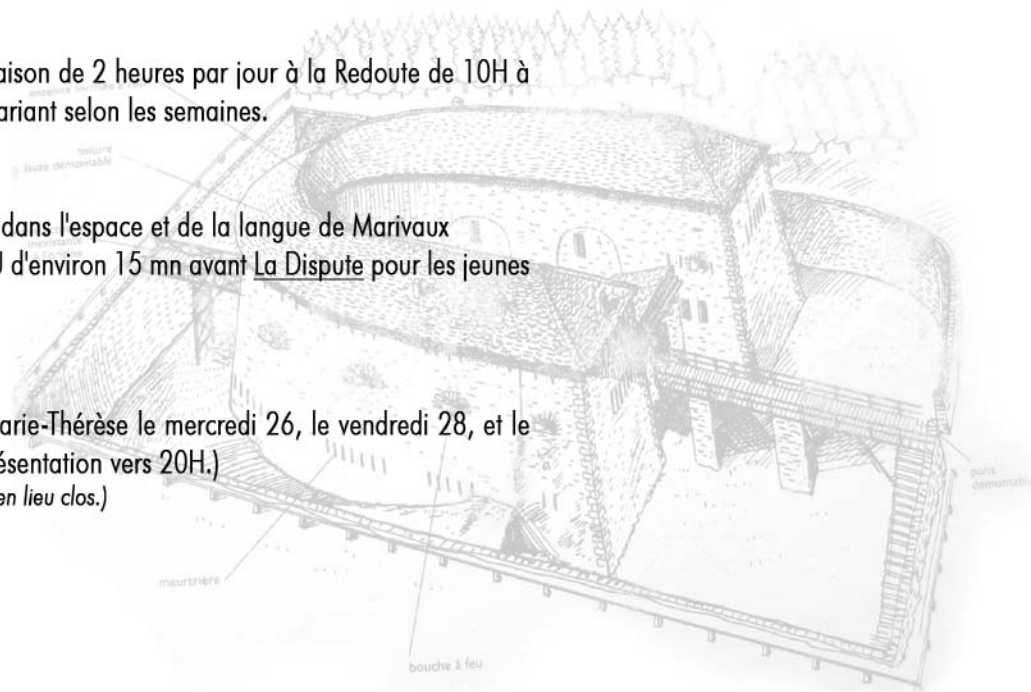 aison de 2 heures par jour à la Redoute de 10H à
ariant selon les semaines.
toiture
dans l'espace et de la langue de Marivaux
inexistante
d'environ 15 mn avant La Dispute pour les jeunes
arie-Thérèse le mercredi 26, le vendredi 28, et le
ésentation vers 20H.)
en lieu clos.)
pont
démontable
meurtrière
bouche à feu